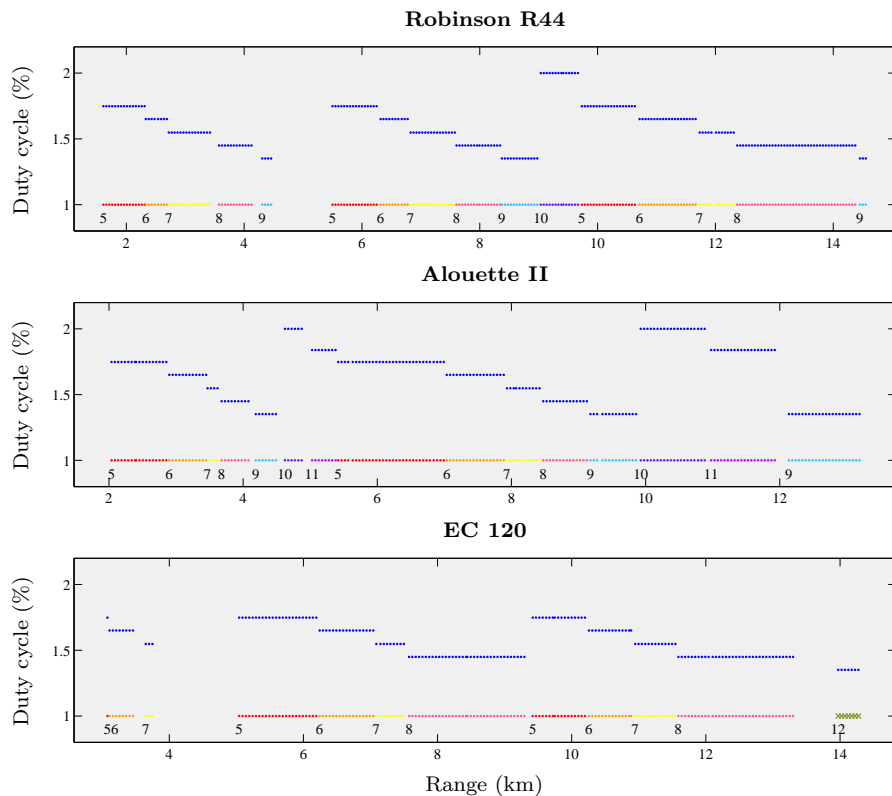 Robinson R44
Duty cycle (%)
2
1.5
1
5 6 7 8 9 5 6 7 8 9 10 5 6 7 8 9
2 4 6 8 10 12 14
Alouette II
Duty cycle (%)
2
1.5
1
5 6 7 8 9 10 11 5 6 7 8 9 10 11 9
2 4 6 8 10 12
EC 120
Duty cycle (%)
2
1.5
1
5 6 7 5 6 7 8 5 6 7 8 12
4 6 8 10 12 14
Range (km)